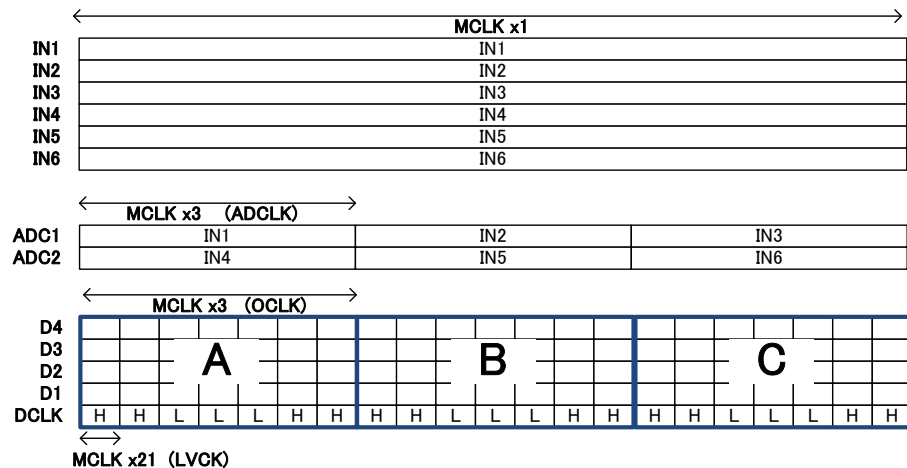 MCLK x1
IN1 IN1
IN2 IN2
IN3 IN3
IN4 IN4
IN5 IN5
IN6 IN6
MCLK x3 (ADCLK)
ADC1 IN1 IN2 IN3
ADC2 IN4 IN5 IN6
MCLK x3 (OCLK)
D4
D3
A B C
D2
D1
DCLK H H L L L H H H H L L L H H H H L L L H H
MCLK x21 (LVCK)